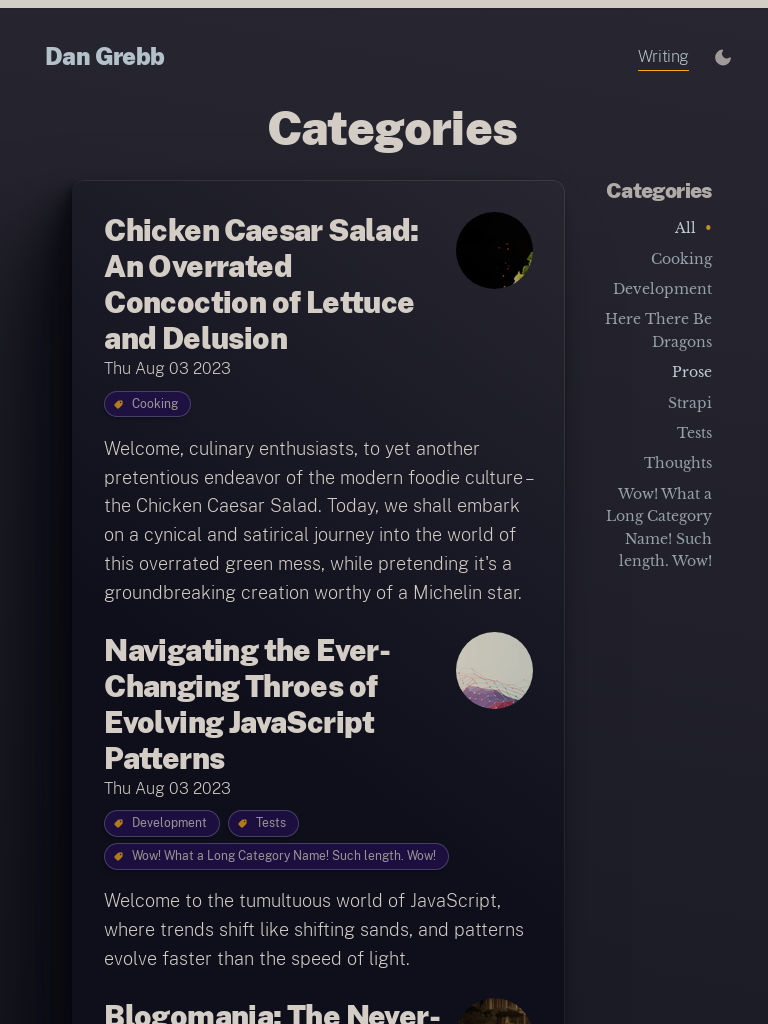 Dan Grebb
Writing
Categories
Chicken Caesar Salad:
An Overrated
Concoction of Lettuce
and Delusion
Thu Aug 03 2023
Cooking
Welcome, culinary enthusiasts, to yet another
pretentious endeavor of the modern foodie culture–
the Chicken Caesar Salad. Today, we shall embark
on a cynical and satirical journey into the world of
this overrated green mess, while pretending it's a
groundbreaking creation worthy of a Michelin star.
Navigating the Ever-
Changing Throes of
Evolving JavaScript
Patterns
Thu Aug 03 2023
Development
Tests
Wow! What a Long Category Name! Such length. Wow!
Welcome to the tumultuous world of JavaScript,
where trends shift like shifting sands, and patterns
evolve faster than the speed of light.
Blogomania: The Never-
Categories
All •
Cooking
Development
Here There Be
Dragons
Prose
Strapi
Tests
Thoughts
Wow! What a
Long Category
Name! Such
length. Wow!